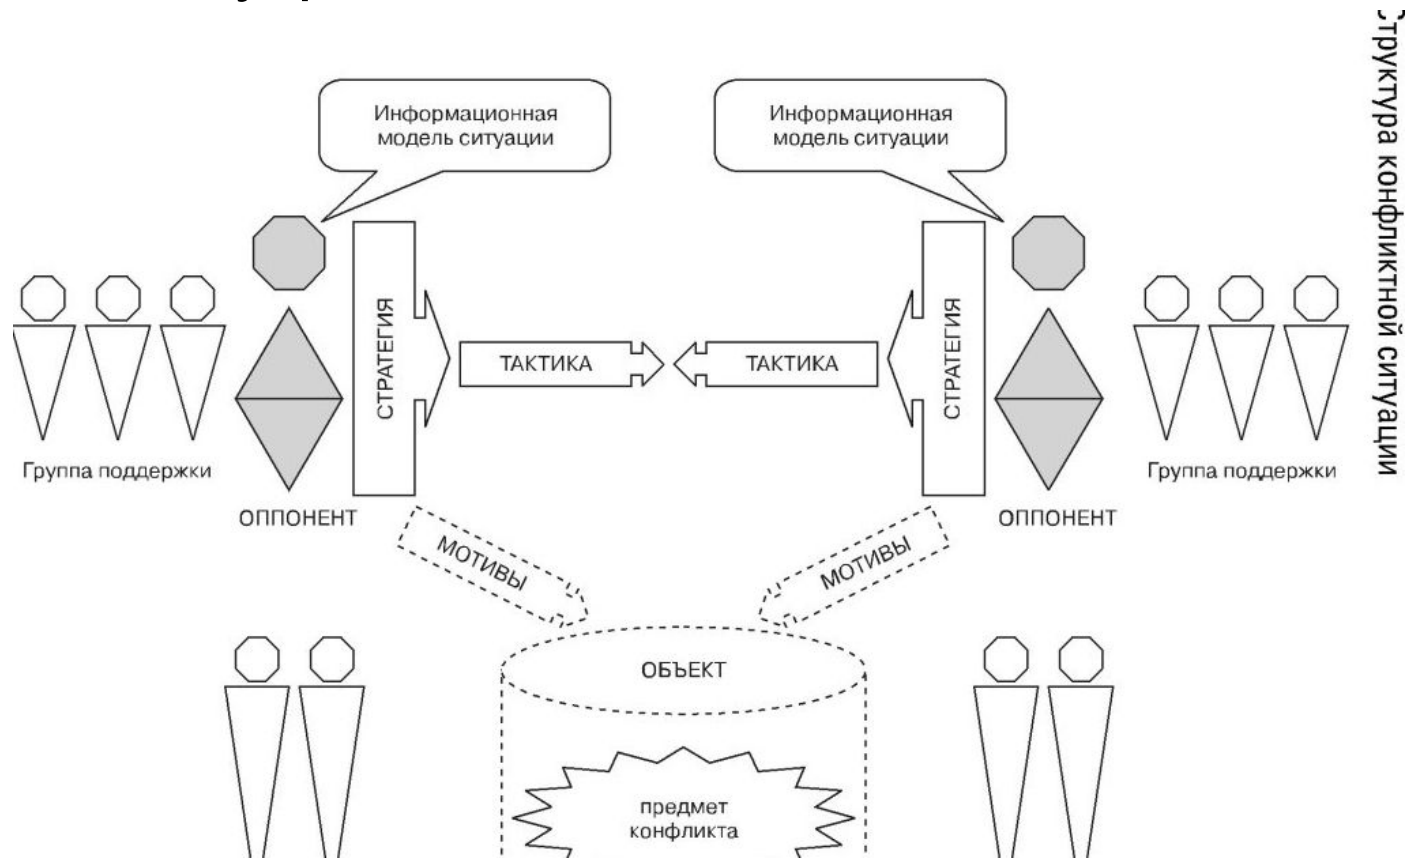 Структура конфликтной ситуации
Информационная
модель ситуации
Информационная
модель ситуации
СТРАТЕГИЯ
ТАКТИКА
ТАКТИКА
СТРАТЕГИЯ
Группа поддержки
Группа поддержки
ОППОНЕНТ
ОППОНЕНТ
МОТИВЫ
МОТИВЫ
ОБЪЕКТ
предмет
конфликта